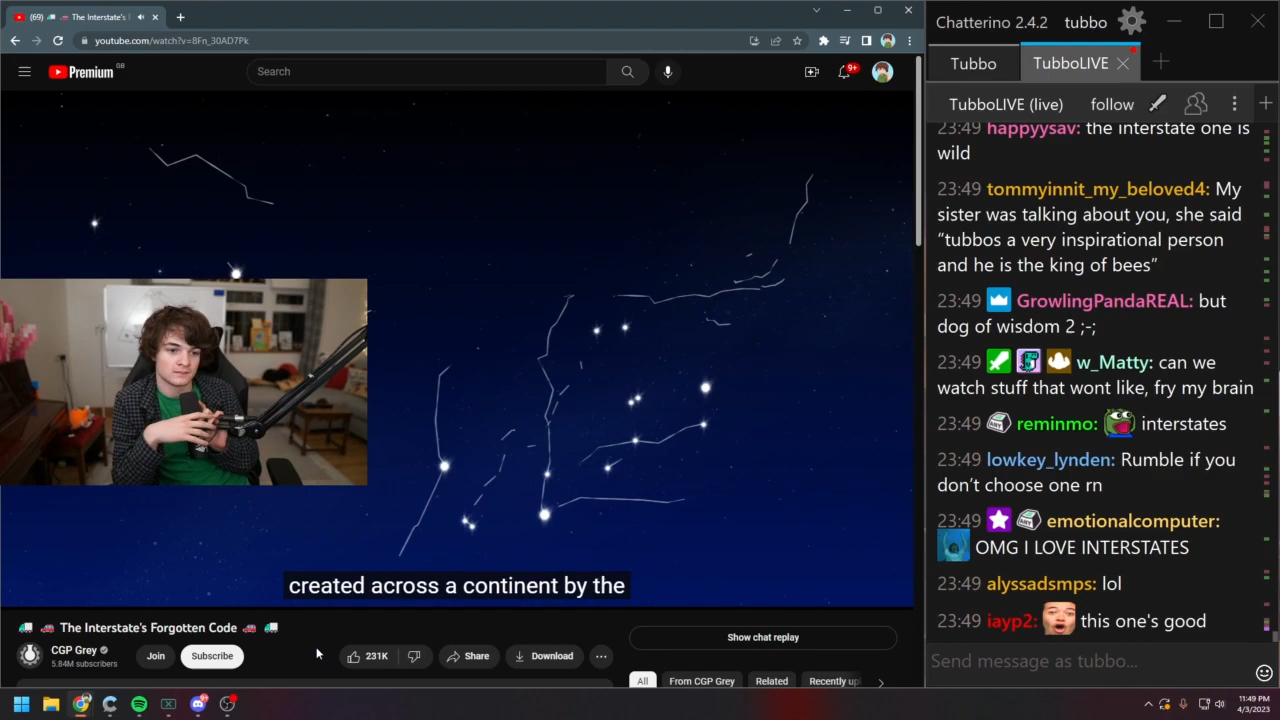 (69) 🚛 🚗 The Interstate's
youtube.com/watch?v=8Fn_30AD7Pk
Premium GB
Search
9+
created across a continent by the
🚛 🚗 The Interstate's Forgotten Code 🚗 🚛
CGP Grey
5.84M subscribers
Join
Subscribe
231K
Share
Download
Show chat replay
All
From CGP Grey
Related
Recently up
Chatterino 2.4.2
tubbo
Tubbo
TubboLIVE
TubboLIVE (live)
follow
23:49 happyysav: the interstate one is
wild
23:49 tommyinnit_my_beloved4: My
sister was talking about you, she said
“tubbos a very inspirational person
and he is the king of bees”
23:49 GrowlingPandaREAL: but
dog of wisdom 2 ;-;
23:49 w_Matty: can we
watch stuff that wont like, fry my brain
23:49 reminmo: interstates
23:49 lowkey_lynden: Rumble if you
don’t choose one rn
23:49 emotionalcomputer:
OMG I LOVE INTERSTATES
23:49 alyssadsmps: lol
23:49 iayp2: this one's good
Send message as tubbo...
11:49 PM
4/3/2023